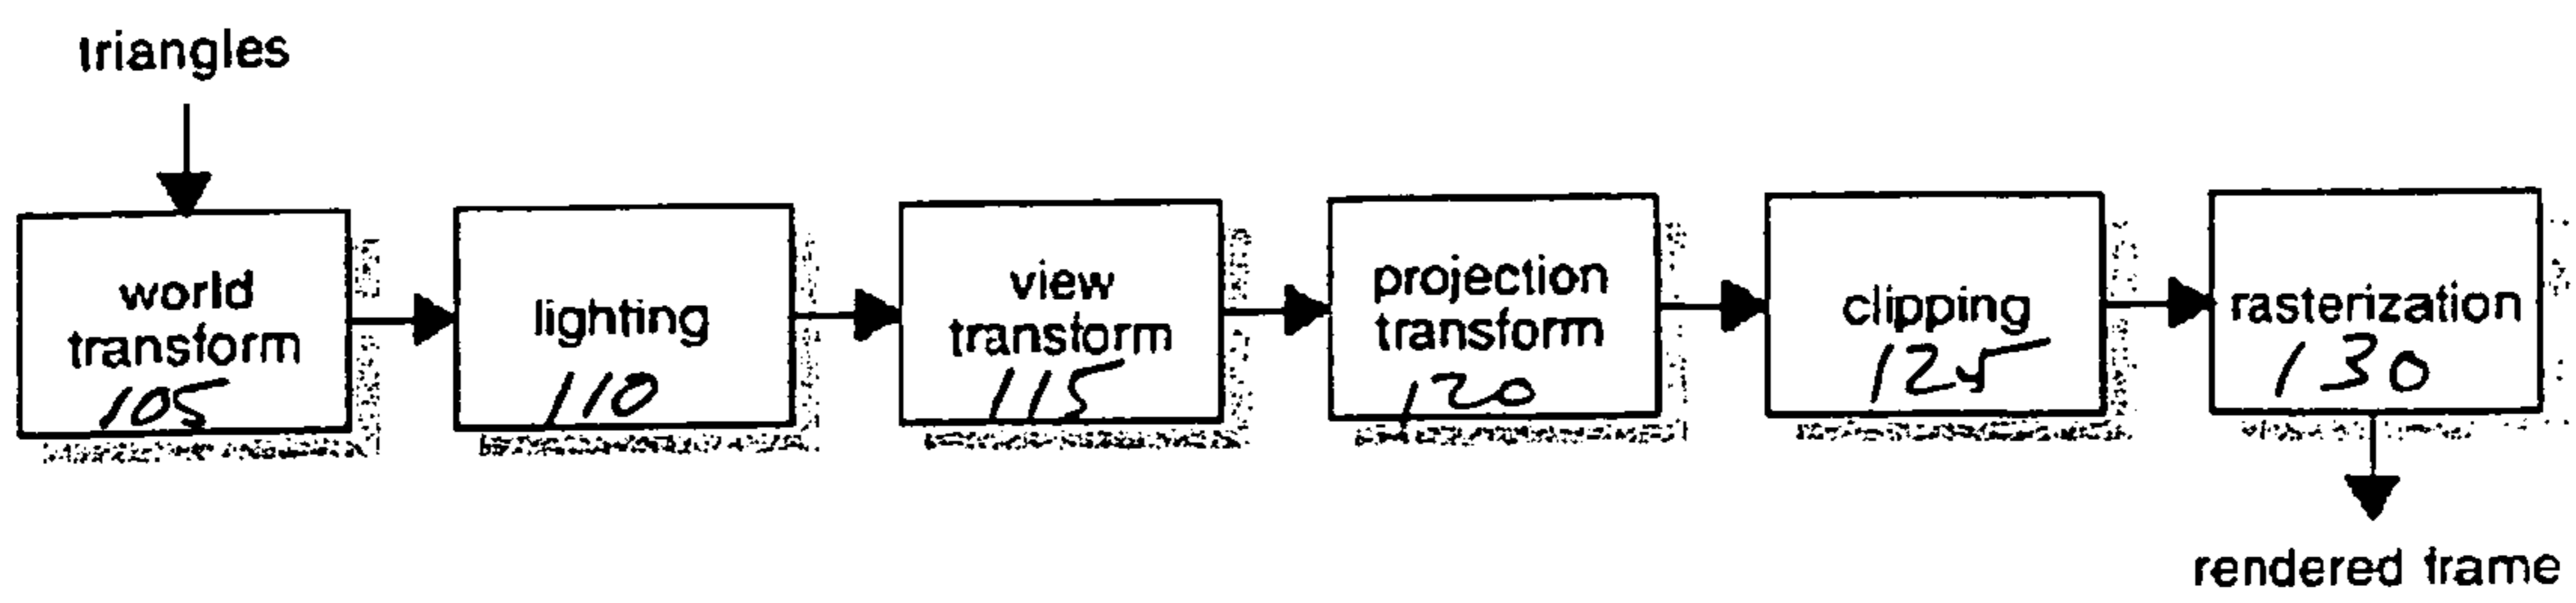 triangles
world
transform
105
lighting
110
view
transform
115
projection
transform
120
clipping
125
rasterization
130
rendered frame